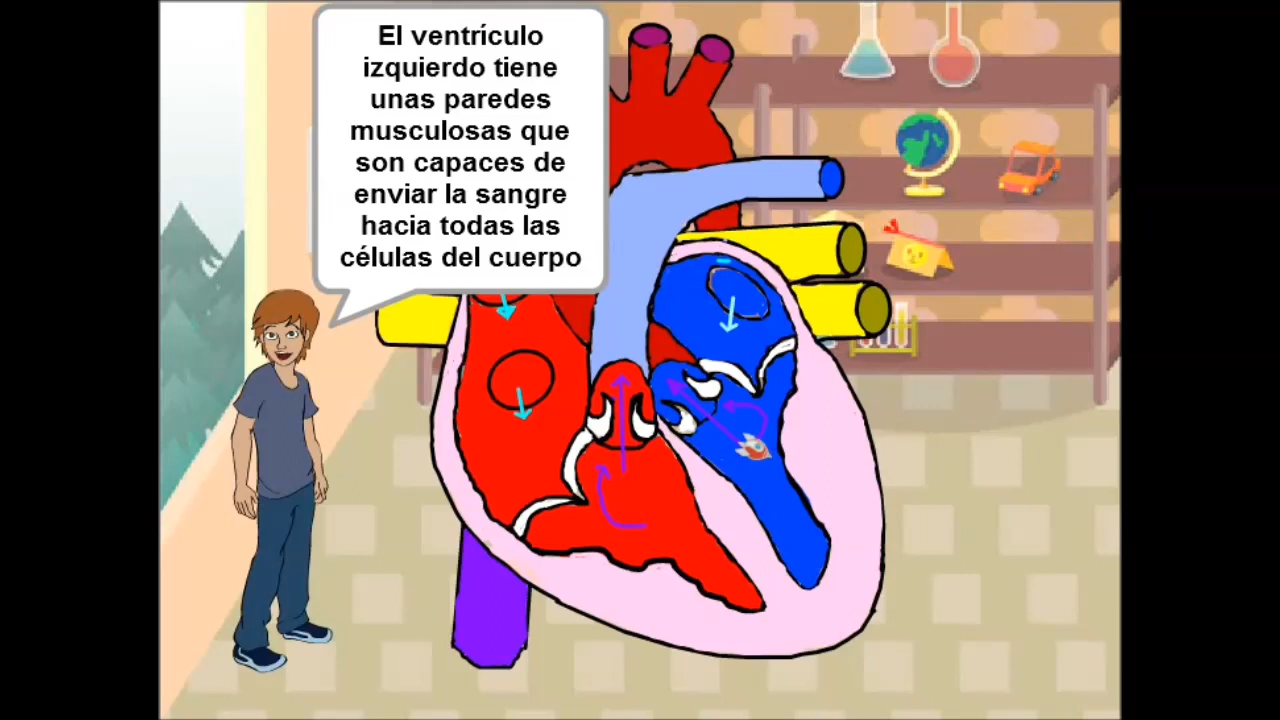 El ventrículo
izquierdo tiene
unas paredes
musculosas que
son capaces de
enviar la sangre
hacia todas las
células del cuerpo